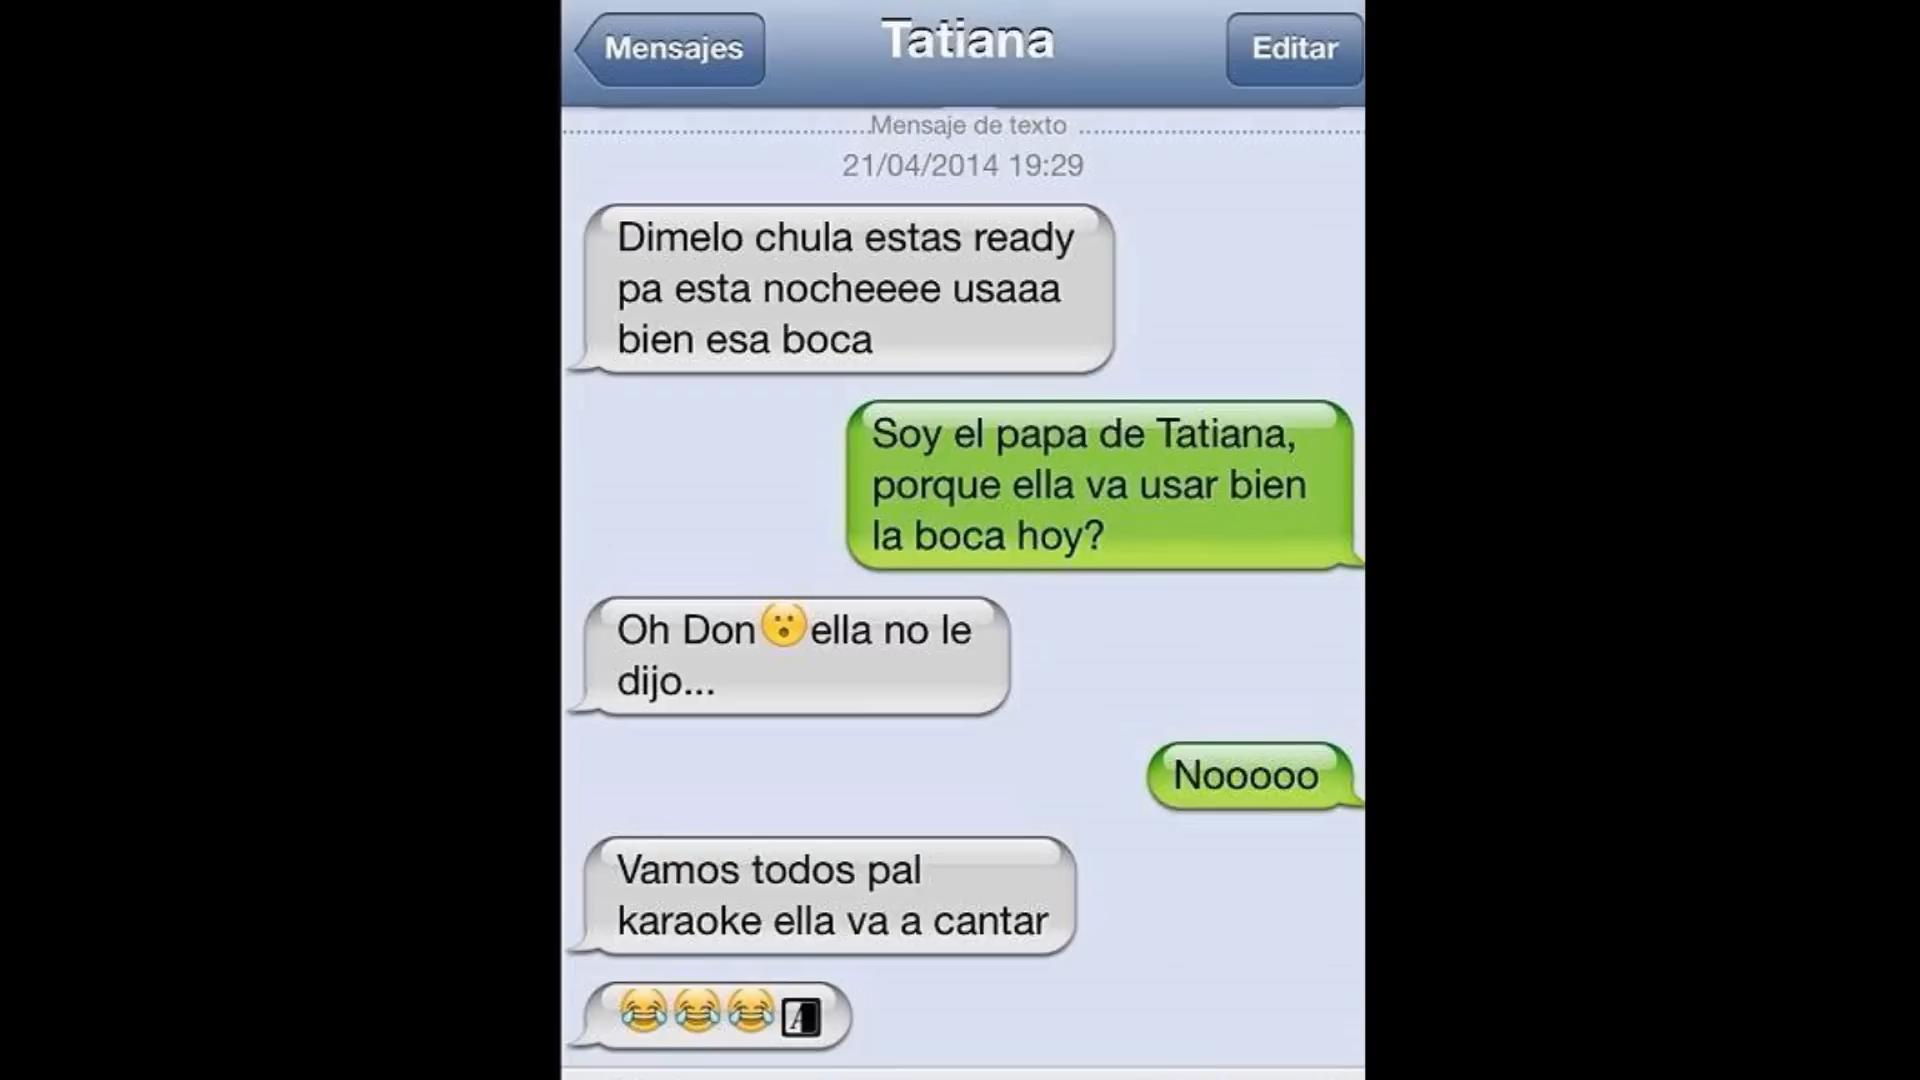 Mensajes
Tatiana
Editar
Mensaje de texto
21/04/2014 19:29
Dimelo chula estas ready
pa esta nocheeee usaaa
bien esa boca
Soy el papa de Tatiana,
porque ella va usar bien
la boca hoy?
Oh Don😮ella no le
dijo...
Nooooo
Vamos todos pal
karaoke ella va a cantar
😂😂😂